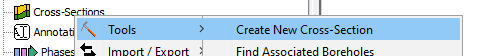 Cross-Sections
Annotati
Tools
Create New Cross-Section
Phases
Import / Export
Find Associated Boreholes